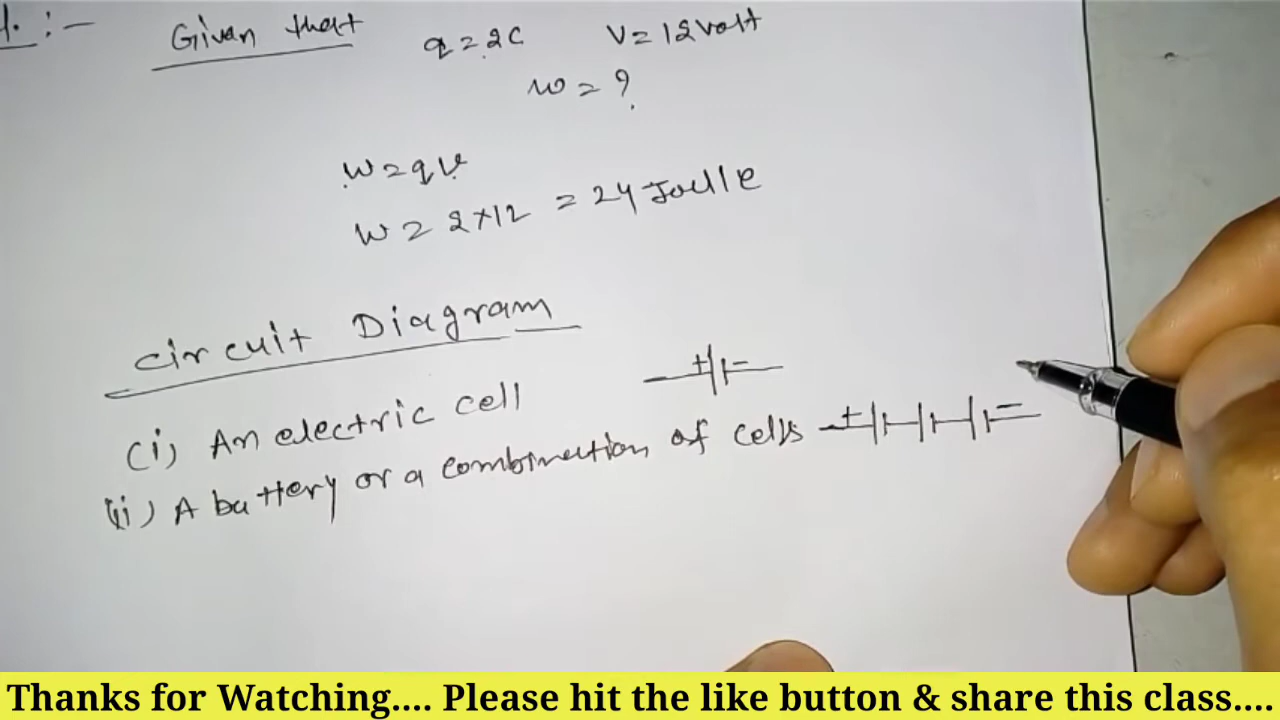 Given that q = 2C V = 12 Volt
W = ?
W = qV
W = 2 × 12 = 24 Joule
Circuit Diagram
(i) An electric cell + -
(ii) A battery or a combination of cells + -
Thanks for Watching.... Please hit the like button & share this class....